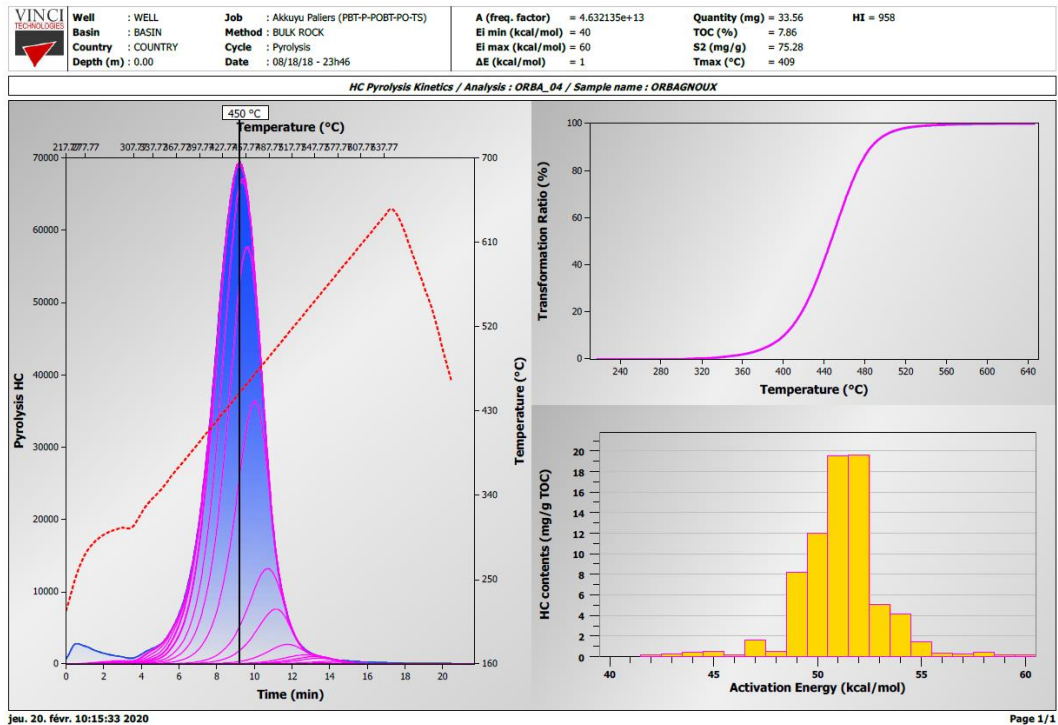 VINCI
TECHNOLOGIES
Well : WELL
Basin : BASIN
Country : COUNTRY
Depth (m) : 0.00
Job : Akkuyu Paliers (PBT-P-POBT-PO-TS)
Method : BULK ROCK
Cycle : Pyrolysis
Date : 08/18/18 - 23h46
A (freq. factor) = 4.632135e+13
Ei min (kcal/mol) = 40
Ei max (kcal/mol) = 60
ΔE (kcal/mol) = 1
Quantity (mg) = 33.56
TOC (%) = 7.86
S2 (mg/g) = 75.28
Tmax (°C) = 409
HI = 958
HC Pyrolysis Kinetics / Analysis : ORBA_04 / Sample name : ORBAGNOUX
450 °C
Temperature (°C)
70000
60000
50000
40000
30000
20000
10000
0
Pyrolysis HC
700
610
520
430
340
250
160
Temperature (°C)
0 2 4 6 8 10 12 14 16 18 20
Time (min)
100
80
60
40
20
0
Transformation Ratio (%)
240 280 320 360 400 440 480 520 560 600 640
Temperature (°C)
20
18
16
14
12
10
8
6
4
2
0
HC contents (mg/g TOC)
40 45 50 55 60
Activation Energy (kcal/mol)
jeu. 20. févr. 10:15:33 2020
Page 1/1